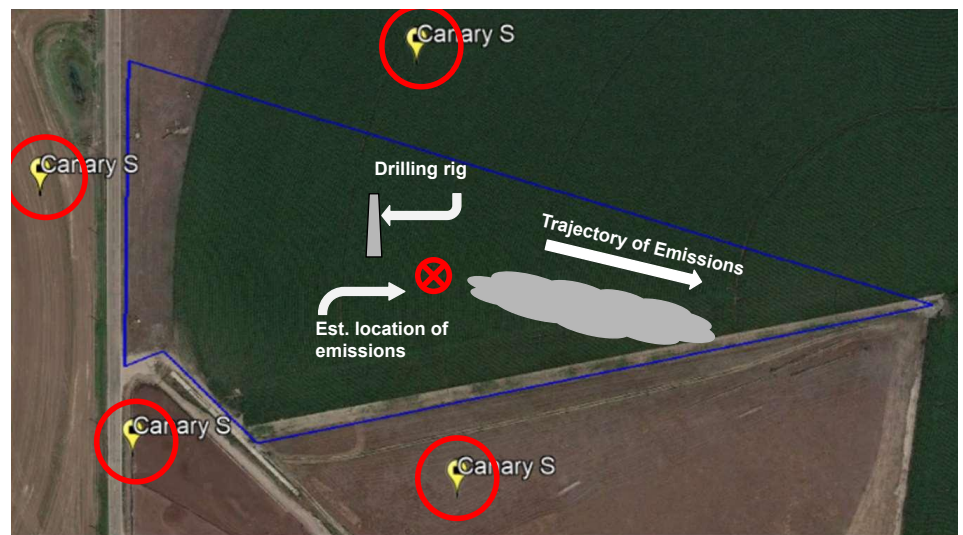 Canary S
Canary S
Drilling rig
Trajectory of Emissions
Est. location of
emissions
Canary S
Canary S